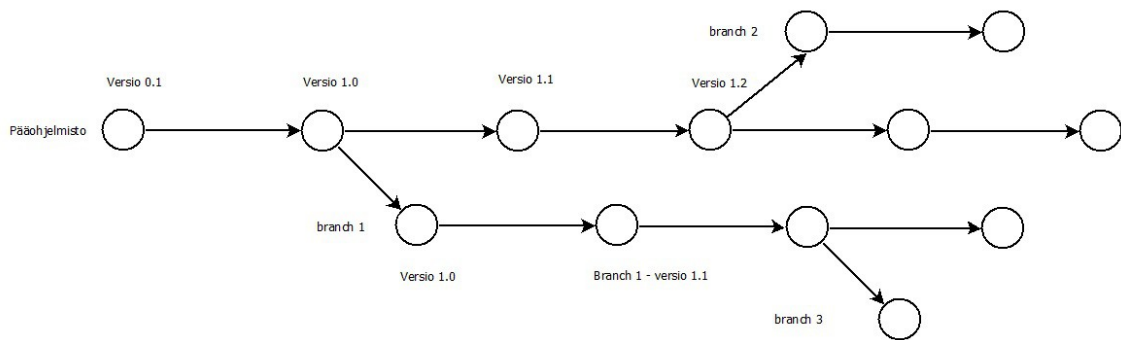 branch 2
Versio 0.1
Versio 1.0
Versio 1.1
Versio 1.2
Pääohjelmisto
branch 1
Versio 1.0
Branch 1 - versio 1.1
branch 3